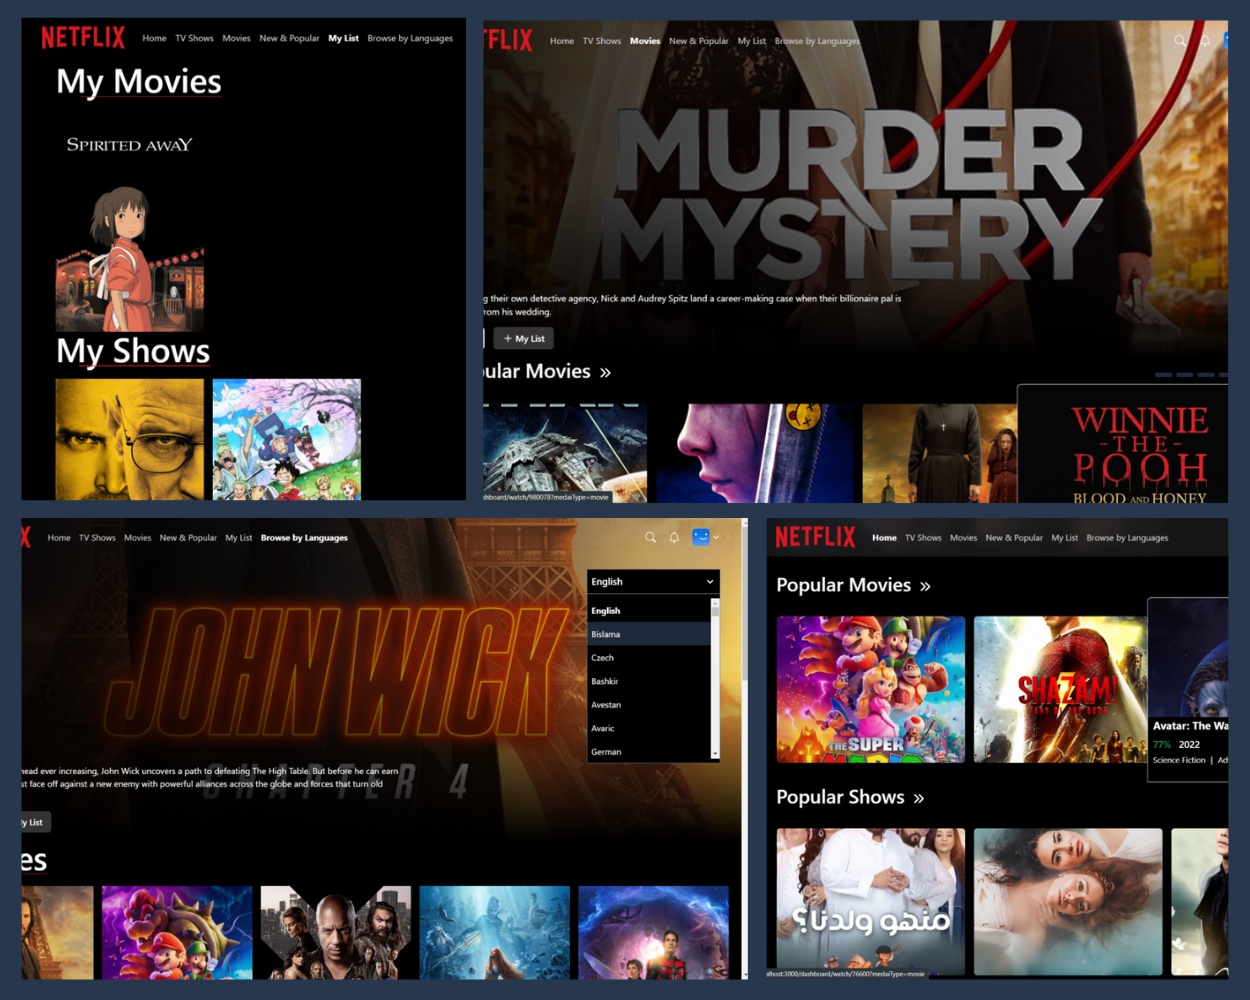 NETFLIX Home TV Shows Movies New & Popular My List Browse by Languages
My Movies
SPIRITED AWAY
My Shows
FLIX Home TV Shows Movies New & Popular My List Browse by Languages
MURDER
MYSTERY
g their own detective agency, Nick and Audrey Spitz land a career-making case when their billionaire pal is
rom his wedding.
+ My List
ular Movies »
WINNIE
-THE-
POOH
BLOOD AND HONEY
hboard/watch/980078?medaiType=movie
X Home TV Shows Movies New & Popular My List Browse by Languages
English
English
Bislama
Czech
Bashkir
Avestan
Avaric
German
JOHN WICK
CHAPTER 4
head ever increasing, John Wick uncovers a path to defeating The High Table. But before he can earn
st face off against a new enemy with powerful alliances across the globe and forces that turn old
y List
es
NETFLIX Home TV Shows Movies New & Popular My List Browse by Languages
Popular Movies »
THE SUPER
MARIO
SHAZAM!
FURY OF THE GODS
Avatar: The Wa
77% 2022
Science Fiction | Ad
Popular Shows »
منهو ولدنا؟
alhost:3000/dashboard/watch/76600?medaiType=movie